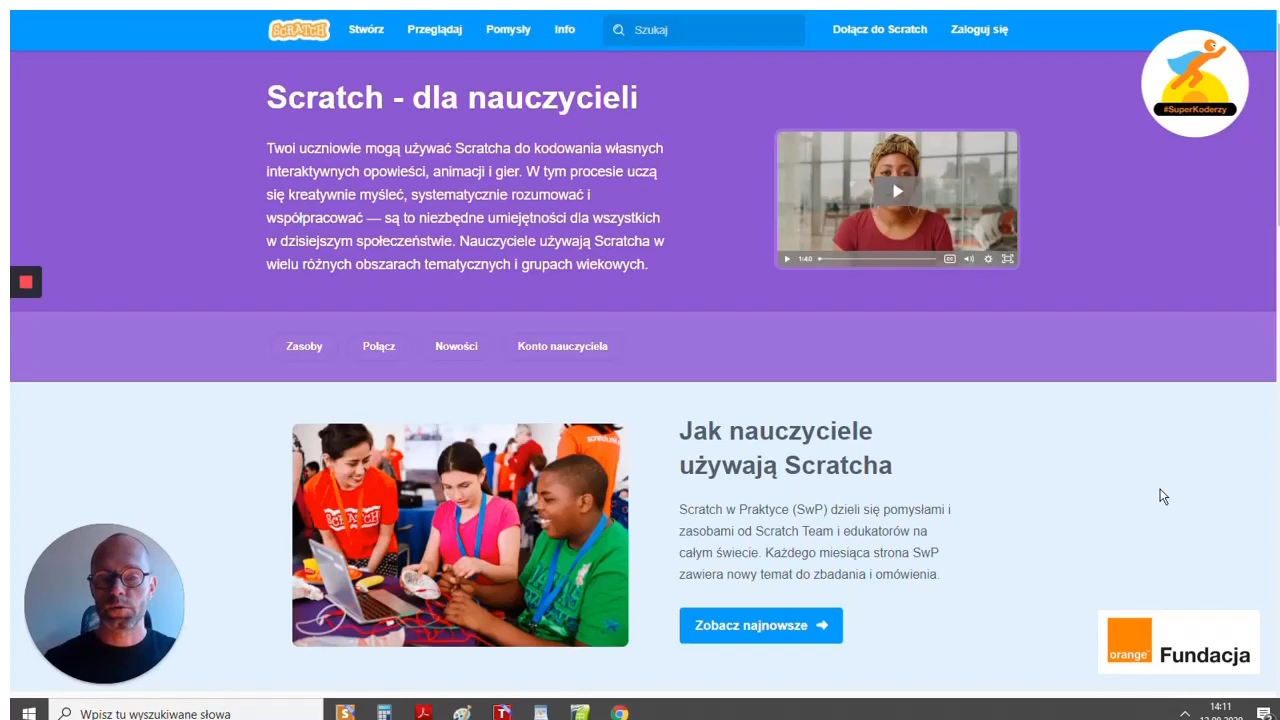 SCRATCH
Stwórz
Przeglądaj
Pomysły
Info
Szukaj
Dołącz do Scratch
Zaloguj się
#SuperKoderzy
Scratch - dla nauczycieli
Twoi uczniowie mogą używać Scratcha do kodowania własnych
interaktywnych opowieści, animacji i gier. W tym procesie uczą
się kreatywnie myśleć, systematycznie rozumować i
współpracować — są to niezbędne umiejętności dla wszystkich
w dzisiejszym społeczeństwie. Nauczyciele używają Scratcha w
wielu różnych obszarach tematycznych i grupach wiekowych.
1:40
CC
Zasoby
Połącz
Nowości
Konto nauczyciela
SCRATCH
Jak nauczyciele
używają Scratcha
Scratch w Praktyce (SwP) dzieli się pomysłami i
zasobami od Scratch Team i edukatorów na
całym świecie. Każdego miesiąca strona SwP
zawiera nowy temat do zbadania i omówienia.
Zobacz najnowsze
orange
Fundacja
Wpisz tu wyszukiwane słowa
14:11